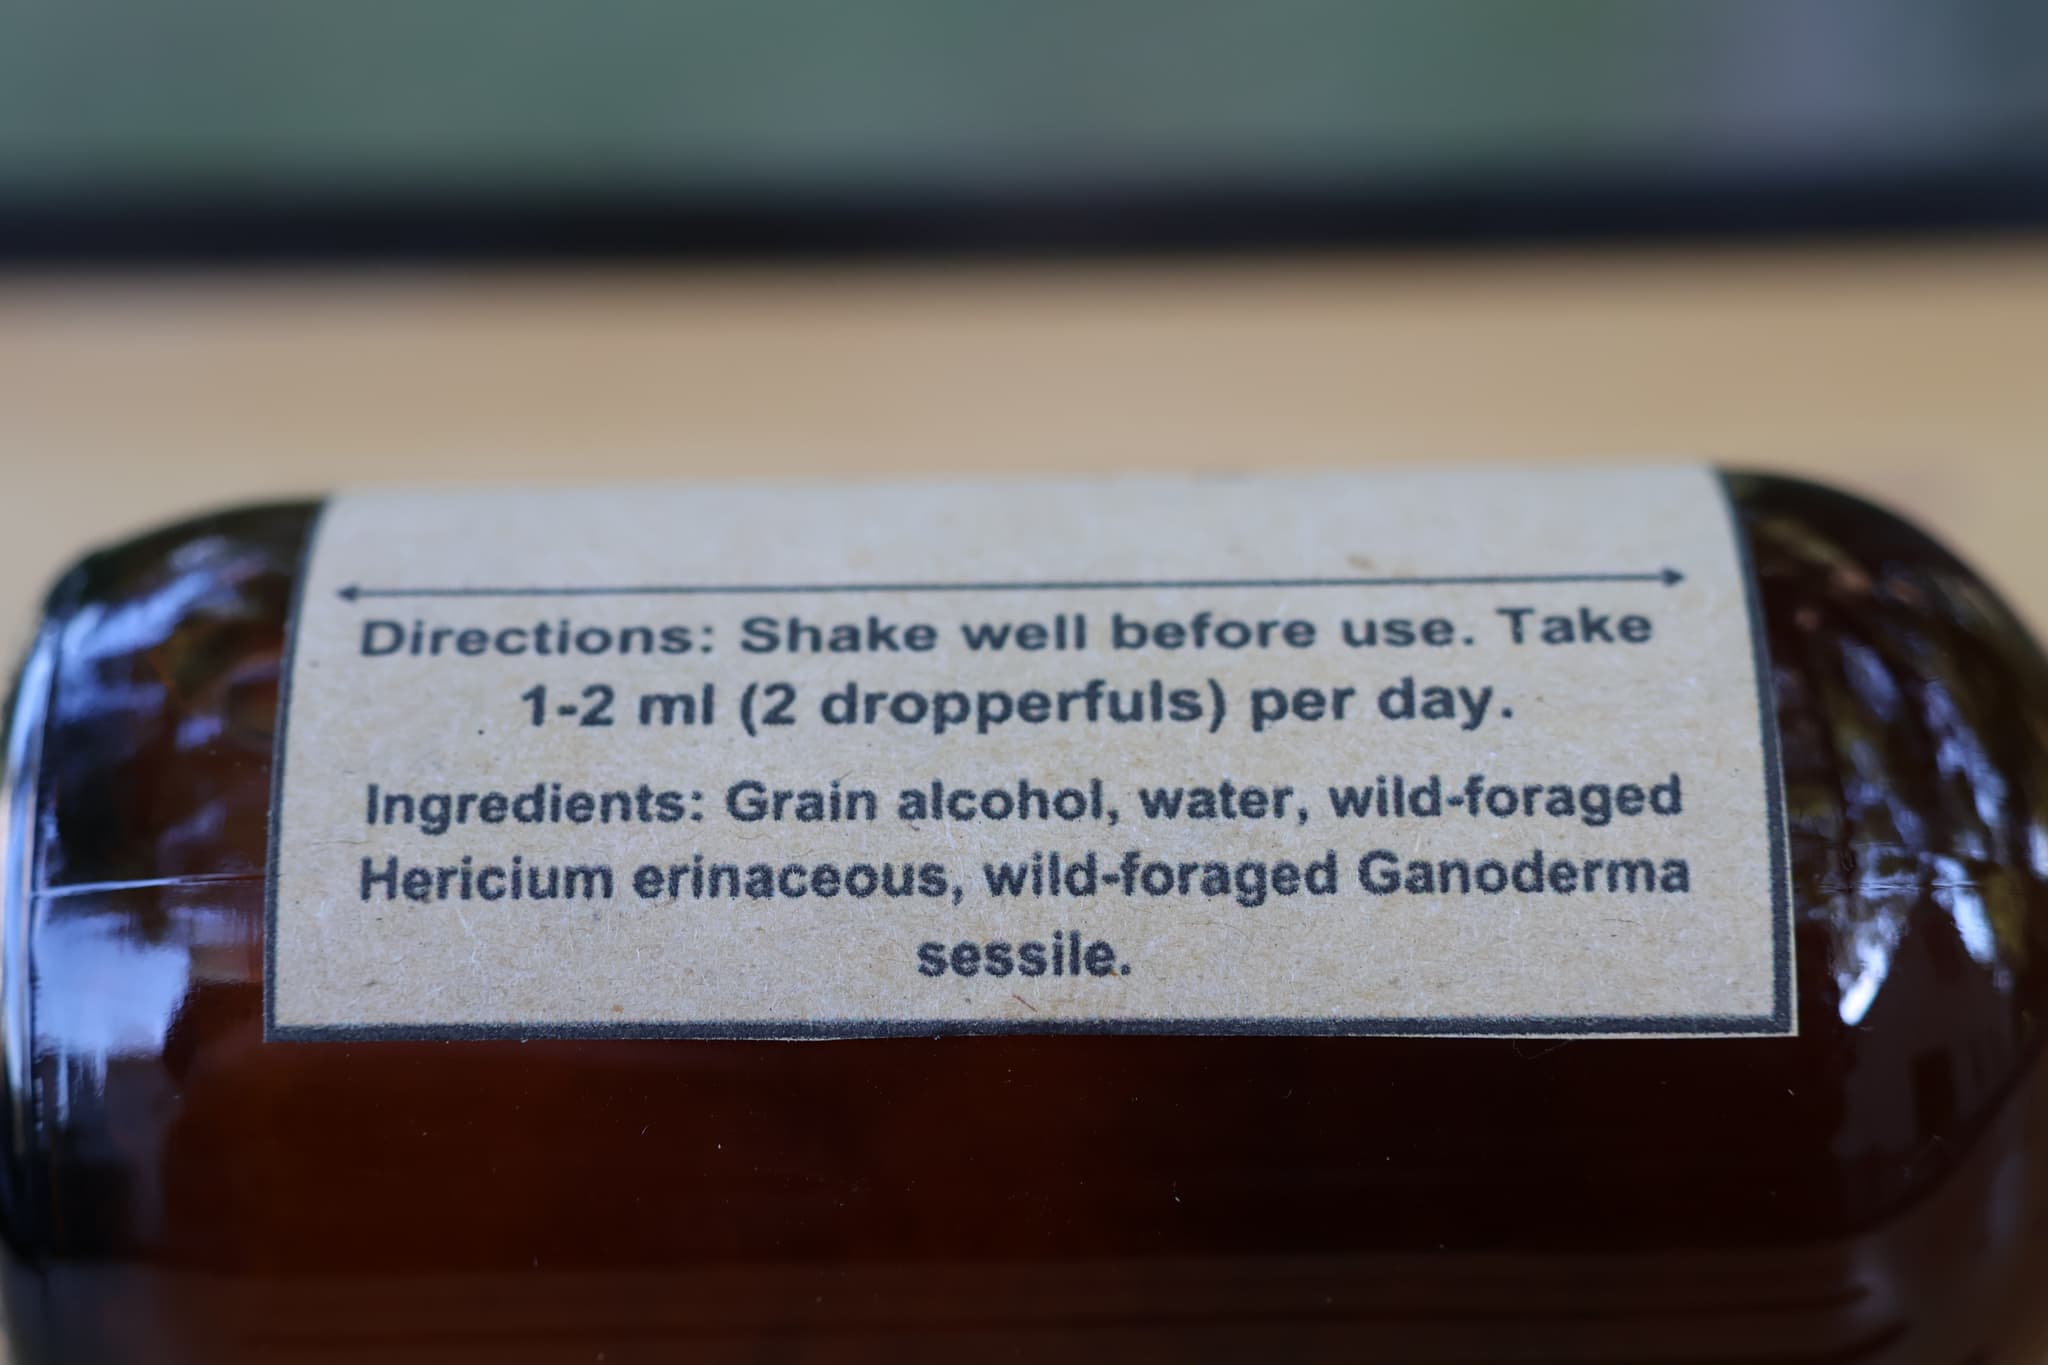 Directions: Shake well before use. Take
1-2 ml (2 dropperfuls) per day.
Ingredients: Grain alcohol, water, wild-foraged
Hericium erinaceous, wild-foraged Ganoderma
sessile.